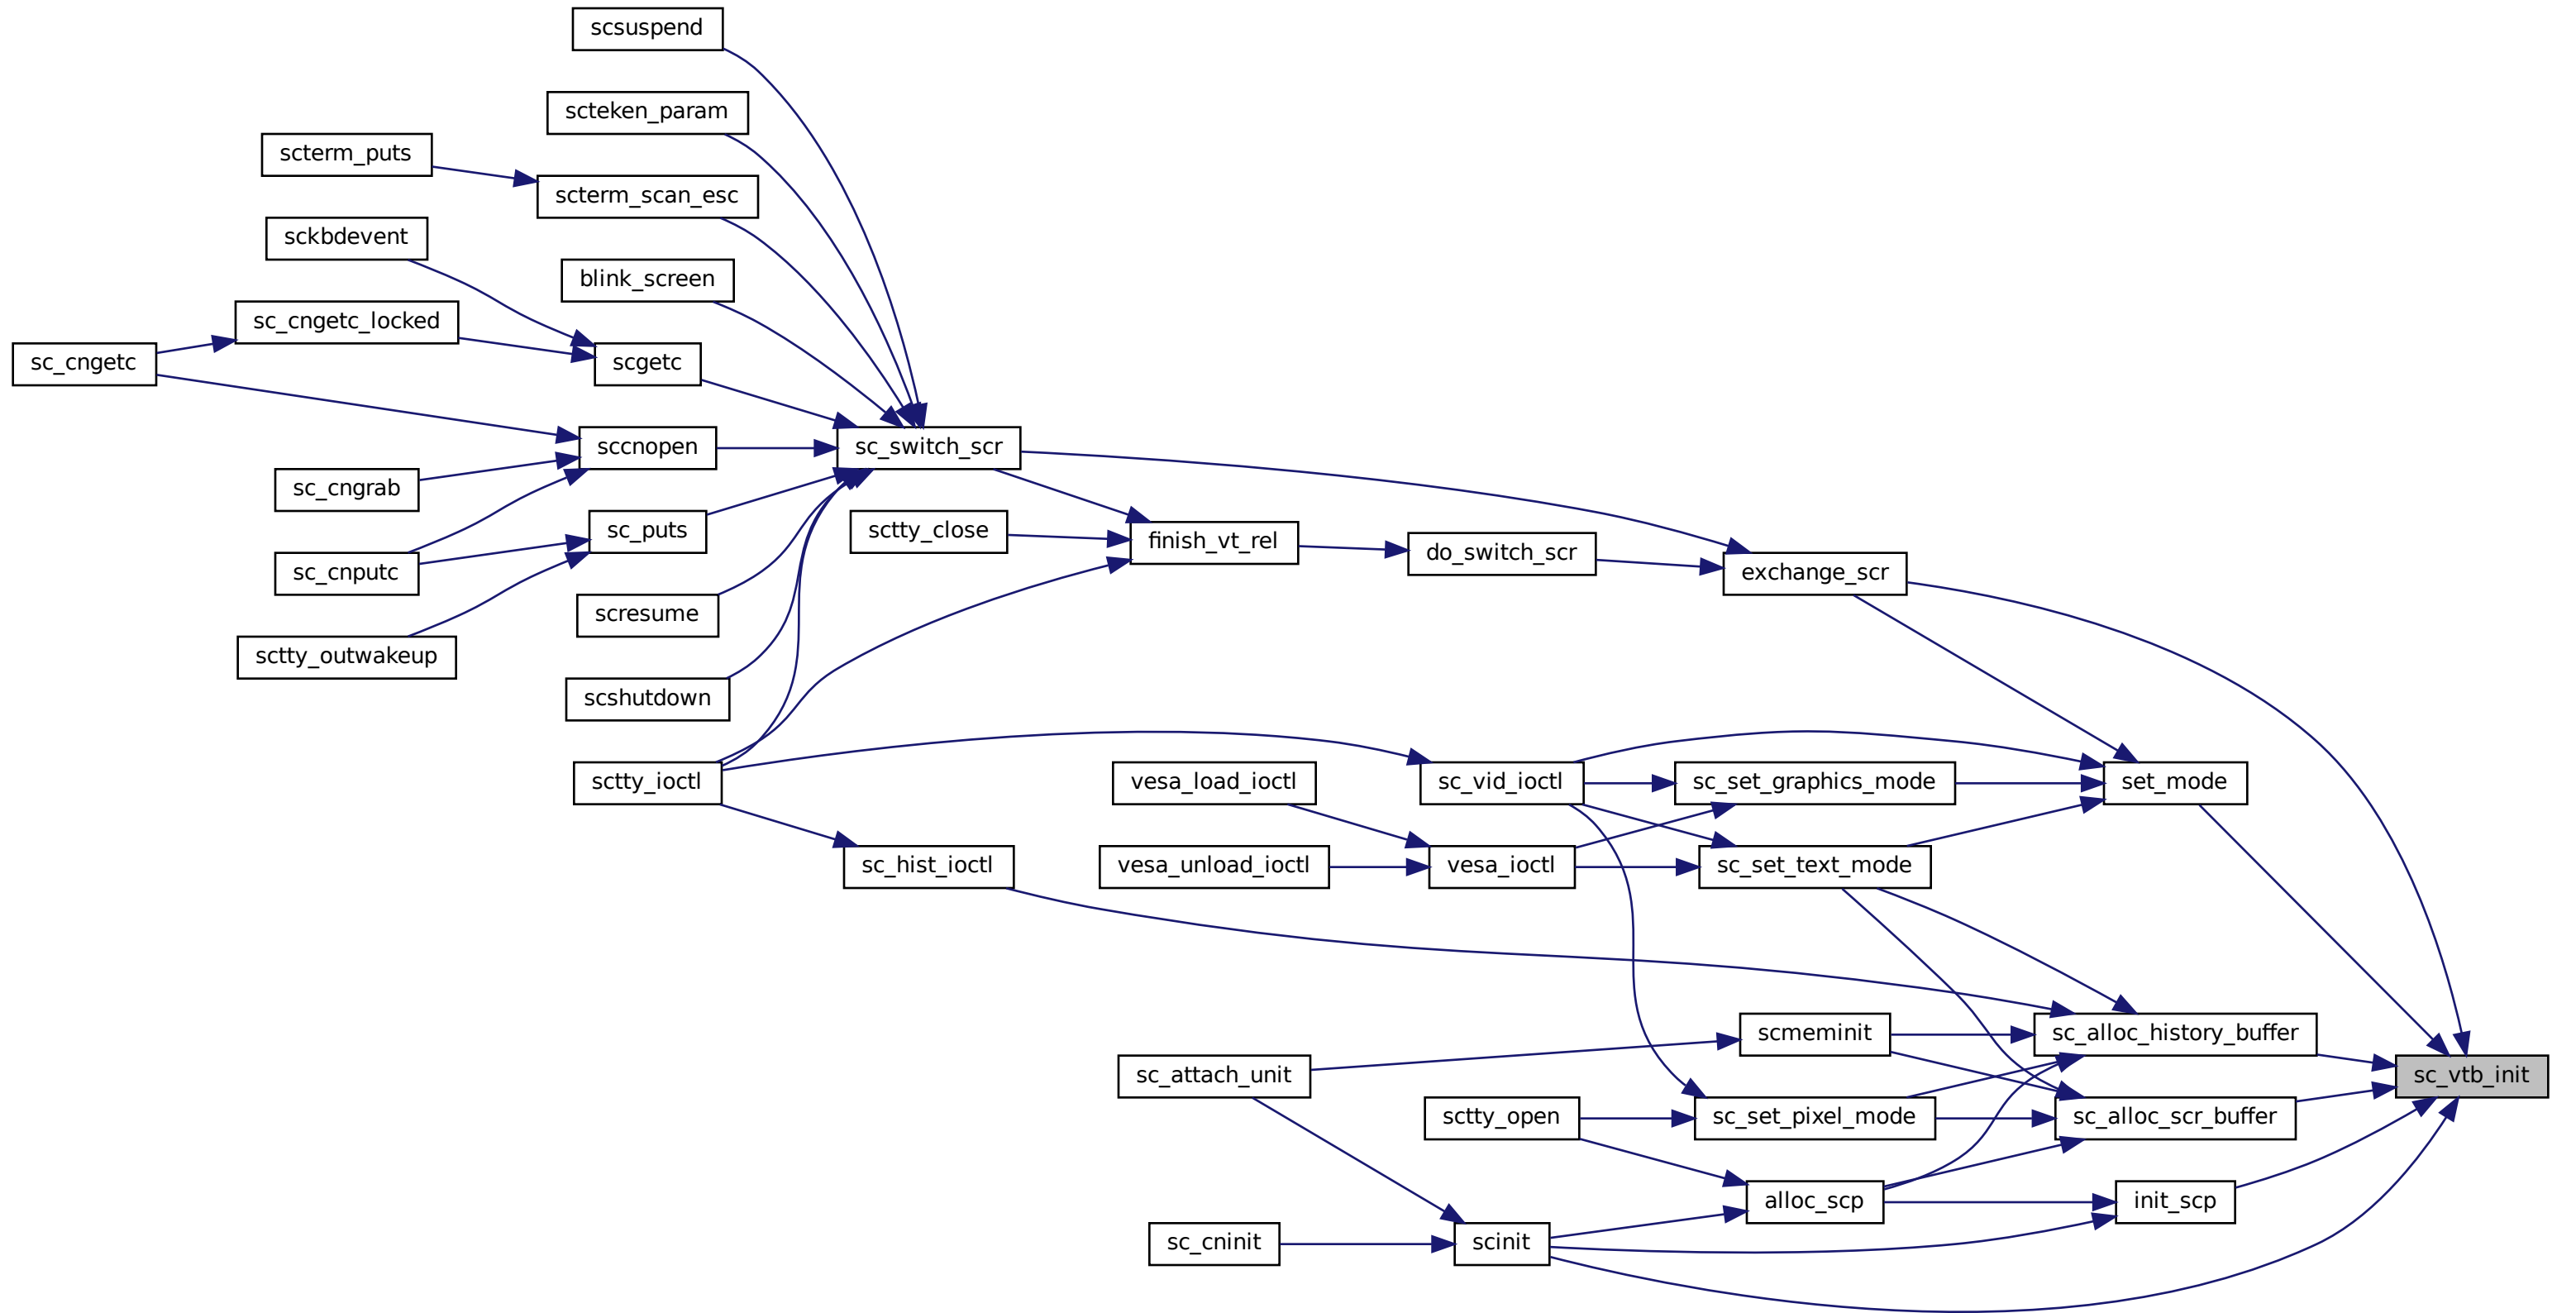 scsuspend
scteken_param
scterm_puts
scterm_scan_esc
sckbdevent
blink_screen
sc_cngetc_locked
sc_cngetc
scgetc
sccnopen
sc_switch_scr
sc_cngrab
sc_puts
sctty_close
finish_vt_rel
do_switch_scr
exchange_scr
sc_cnputc
scresume
sctty_outwakeup
scshutdown
sctty_ioctl
vesa_load_ioctl
sc_vid_ioctl
sc_set_graphics_mode
set_mode
sc_hist_ioctl
vesa_unload_ioctl
vesa_ioctl
sc_set_text_mode
scmeminit
sc_alloc_history_buffer
sc_attach_unit
sc_vtb_init
sctty_open
sc_set_pixel_mode
sc_alloc_scr_buffer
alloc_scp
init_scp
sc_cninit
scinit